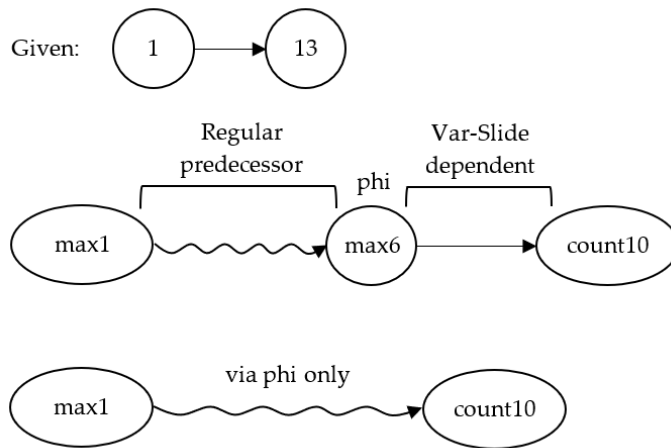 Given: 1 13
Regular
predecessor
Var-Slide
dependent
phi
max1 max6 count10
via phi only
max1 count10